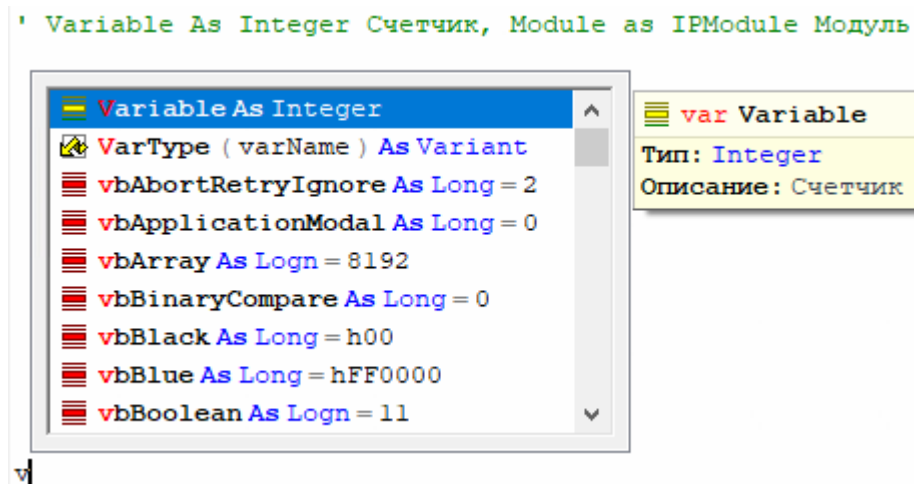 ' Variable As Integer Счетчик, Module as IPModule Модуль
Variable As Integer
VarType ( varName ) As Variant
vbAbortRetryIgnore As Long = 2
vbApplicationModal As Long = 0
vbArray As Logn = 8192
vbBinaryCompare As Long = 0
vbBlack As Long = h00
vbBlue As Long = hFF0000
vbBoolean As Logn = 11
var Variable
Тип: Integer
Описание: Счетчик
v